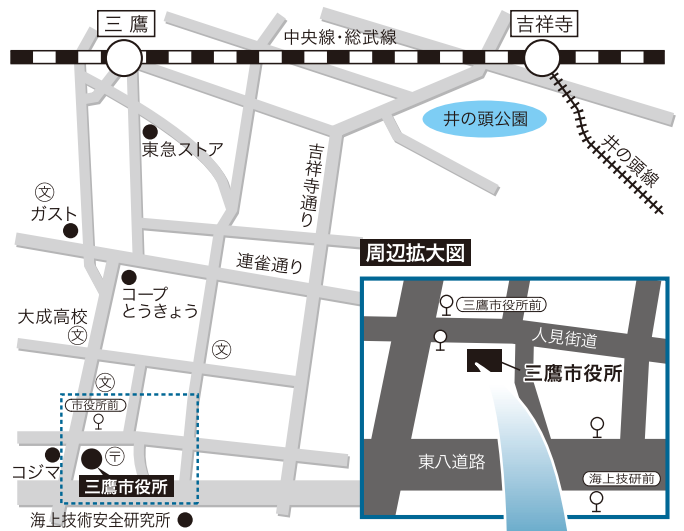 三鷹
吉祥寺
中央線・総武線
井の頭公園
東急ストア
井の頭線
吉祥寺通り
文
ガスト
連雀通り
周辺拡大図
コープ
とうきょう
大成高校
文
文
文
市役所前
〒
コジマ
三鷹市役所
海上技術安全研究所
三鷹市役所前
人見街道
三鷹市役所
東八道路
海上技研前